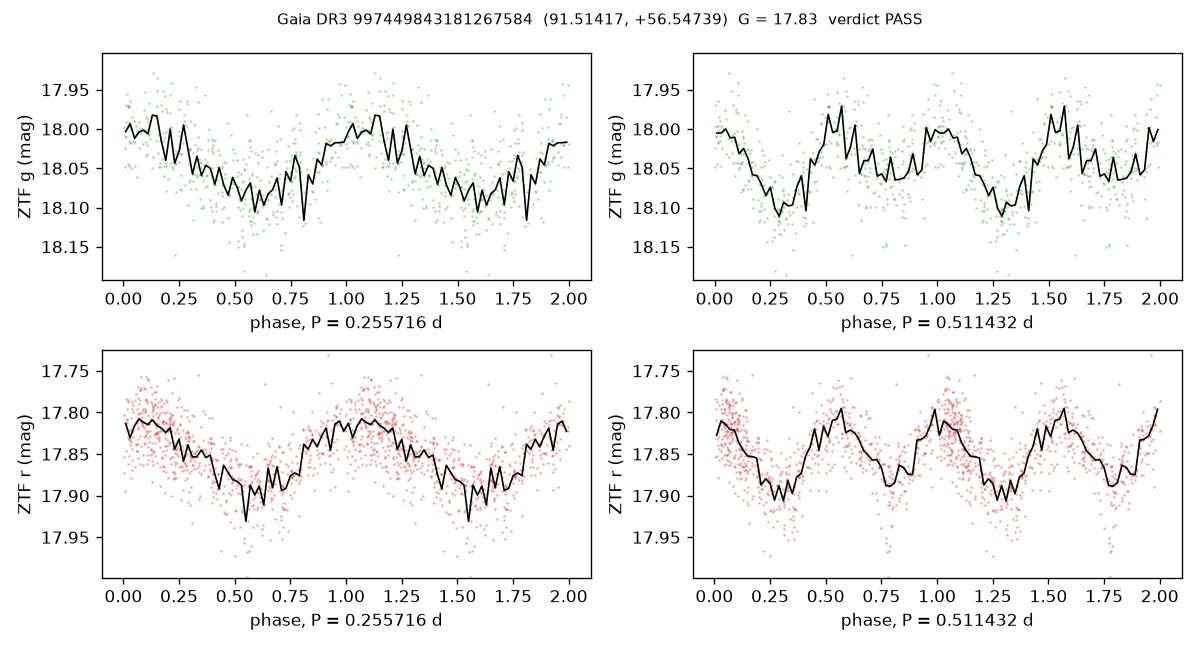 Gaia DR3 997449843181267584 (91.51417, +56.54739) G = 17.83 verdict PASS
ZTF g (mag)
17.95
18.00
18.05
18.10
18.15
0.00 0.25 0.50 0.75 1.00 1.25 1.50 1.75 2.00
phase, P = 0.255716 d
ZTF g (mag)
17.95
18.00
18.05
18.10
18.15
0.00 0.25 0.50 0.75 1.00 1.25 1.50 1.75 2.00
phase, P = 0.511432 d
ZTF r (mag)
17.75
17.80
17.85
17.90
17.95
0.00 0.25 0.50 0.75 1.00 1.25 1.50 1.75 2.00
phase, P = 0.255716 d
ZTF r (mag)
17.75
17.80
17.85
17.90
17.95
0.00 0.25 0.50 0.75 1.00 1.25 1.50 1.75 2.00
phase, P = 0.511432 d